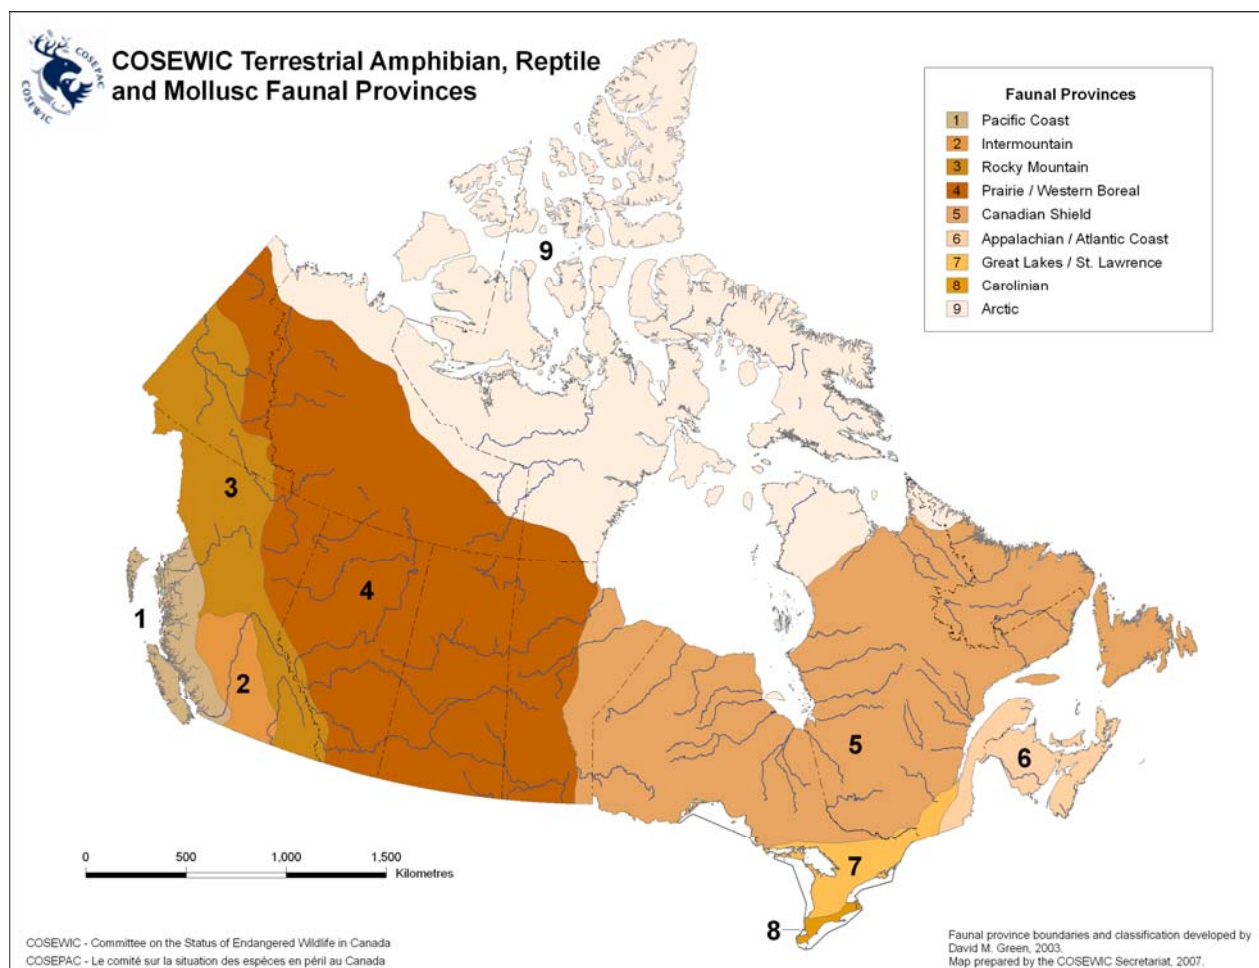 COSEWIC COSEPAC
COSEWIC Terrestrial Amphibian, Reptile
and Mollusc Faunal Provinces
Faunal Provinces
1 Pacific Coast
2 Intermountain
3 Rocky Mountain
4 Prairie / Western Boreal
5 Canadian Shield
6 Appalachian / Atlantic Coast
7 Great Lakes / St. Lawrence
8 Carolinian
9 Arctic
9
3
4
1
2
5
6
7
8
0 500 1,000 1,500
Kilometres
COSEWIC - Committee on the Status of Endangered Wildlife in Canada
COSEPAC - Le comité sur la situation des espèces en péril au Canada
Faunal province boundaries and classification developed by
David M. Green, 2003.
Map prepared by the COSEWIC Secretariat, 2007.